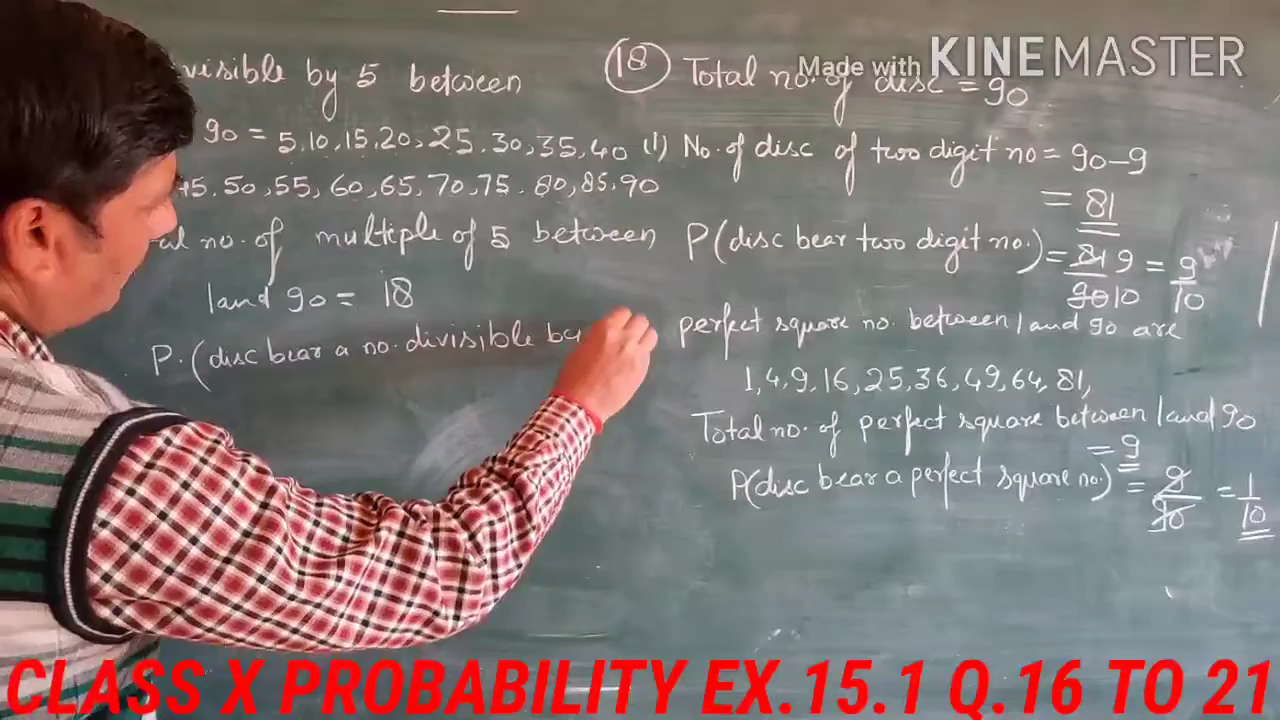 visible by 5 between
90 = 5,10,15,20,25,30,35,40
45,50,55,60,65,70,75,80,85,90
al no. of multiple of 5 between
1 and 90 = 18
P.(disc bear a no. divisible by
(18) Total no. of disc = 90
(i) No. of disc of two digit no = 90-9
= 81
P(disc bear two digit no.) = 81 9 / 90 10 = 9/10
perfect square no. between 1 and 90 are
1,4,9,16,25,36,49,64,81,
Total no. of perfect square between 1 and 90
= 9
P(disc bear a perfect square no.) = 9/90 = 1/10
Made with KINEMASTER
CLASS X PROBABILITY EX.15.1 Q.16 TO 21